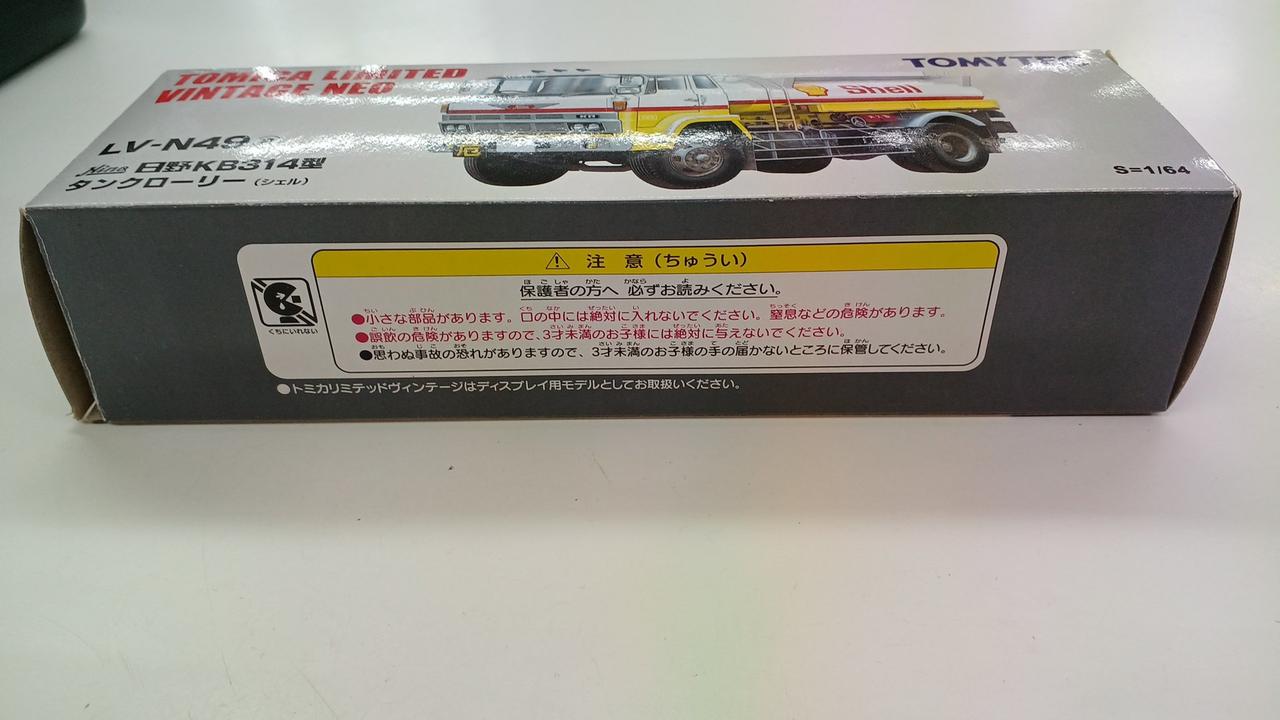 TOMICA LIMITED
VINTAGE NEO
TOMYTEC
LV-N49
Hino 日野KB314型
タンクローリー（シェル）
Shell
S=1/64
⚠ 注 意（ちゅうい）
保護者の方へ 必ずお読みください。
●小さな部品があります。口の中には絶対に入れないでください。窒息などの危険があります。
●誤飲の危険がありますので、3才未満のお子様には絶対に与えないでください。
●思わぬ事故の恐れがありますので、3才未満のお子様の手の届かないところに保管してください。
くちにいれない
●トミカリミテッドヴィンテージはディスプレイ用モデルとしてお取扱いください。